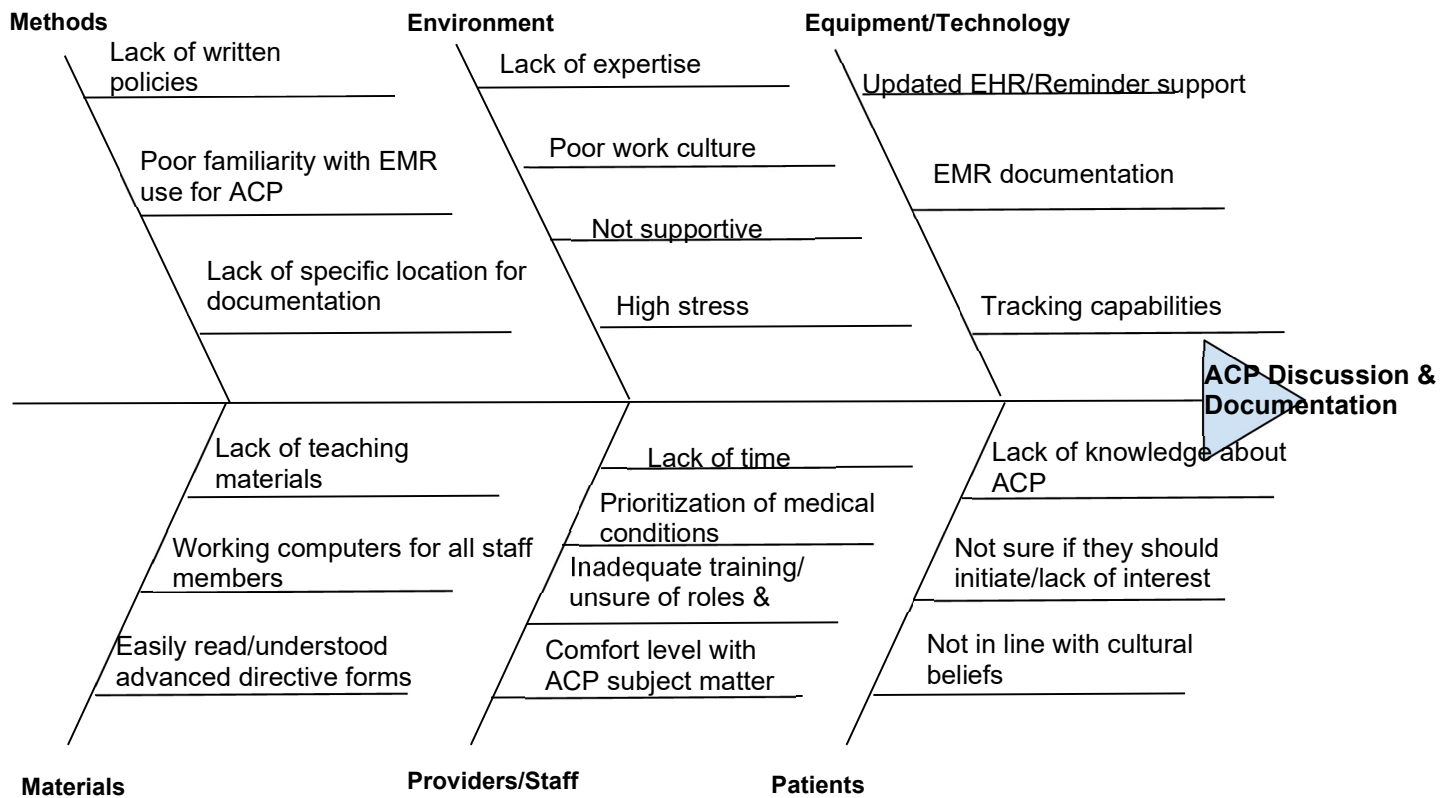 Methods
Lack of written
policies
Poor familiarity with EMR
use for ACP
Lack of specific location for
documentation
Environment
Lack of expertise
Poor work culture
Not supportive
High stress
Equipment/Technology
Updated EHR/Reminder support
EMR documentation
Tracking capabilities
ACP Discussion &
Documentation
Lack of teaching
materials
Working computers for all staff
members
Easily read/understood
advanced directive forms
Materials
Lack of time
Prioritization of medical
conditions
Inadequate training/
unsure of roles &
Comfort level with
ACP subject matter
Providers/Staff
Lack of knowledge about
ACP
Not sure if they should
initiate/lack of interest
Not in line with cultural
beliefs
Patients